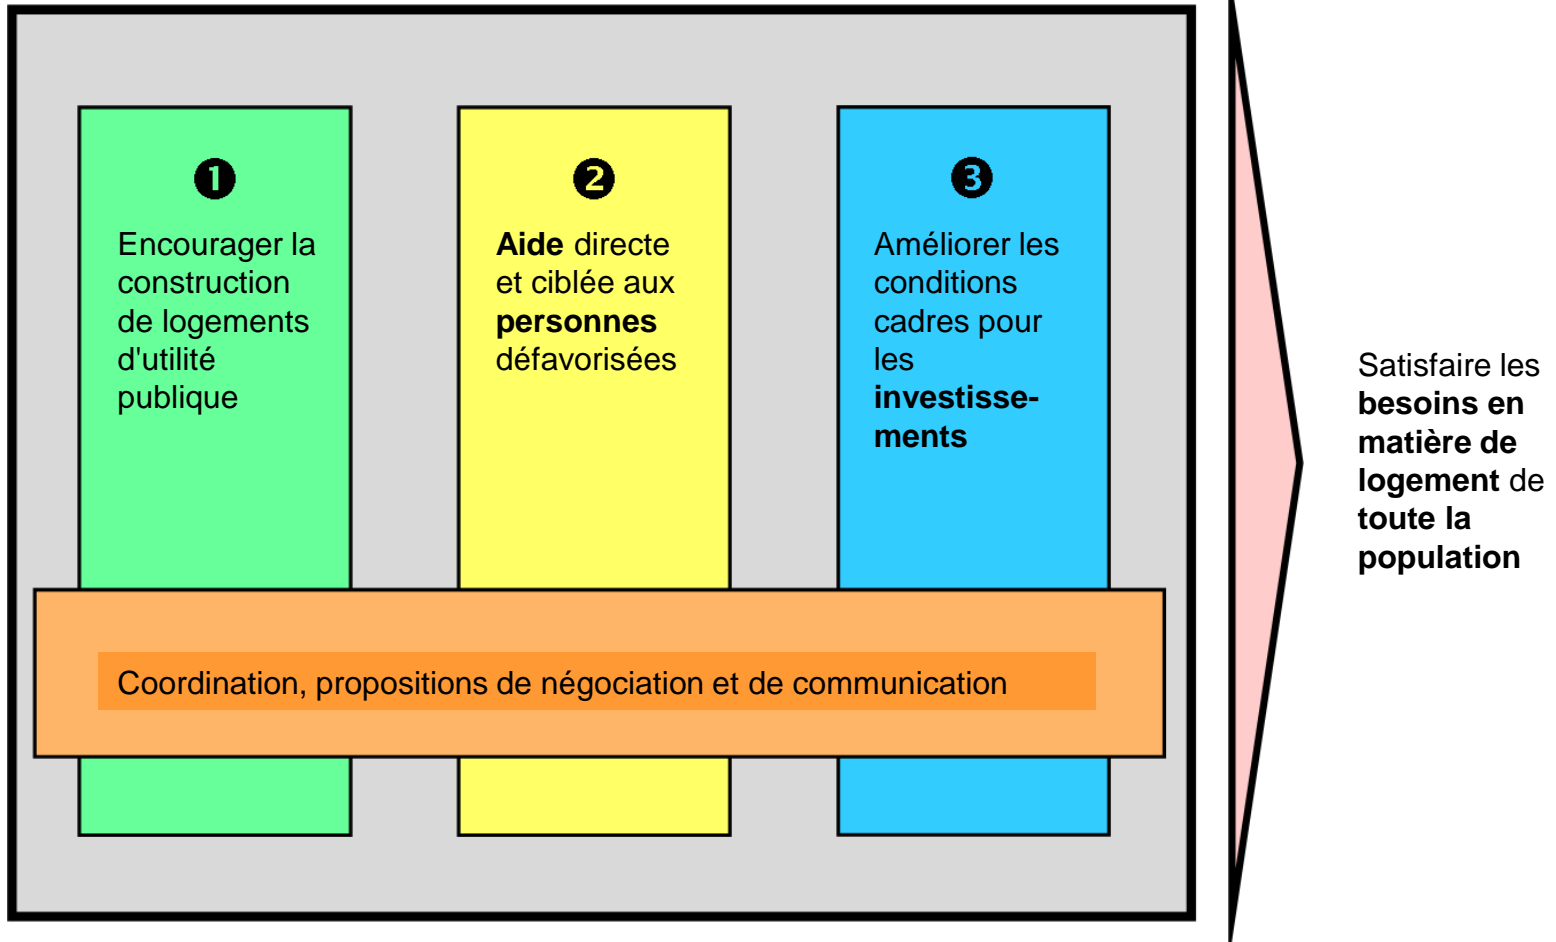 ❶
Encourager la
construction
de logements
d'utilité
publique
❷
Aide directe
et ciblée aux
personnes
défavorisées
❸
Améliorer les
conditions
cadres pour
les
investisse-
ments
Coordination, propositions de négociation et de communication
Satisfaire les
besoins en
matière de
logement de
toute la
population